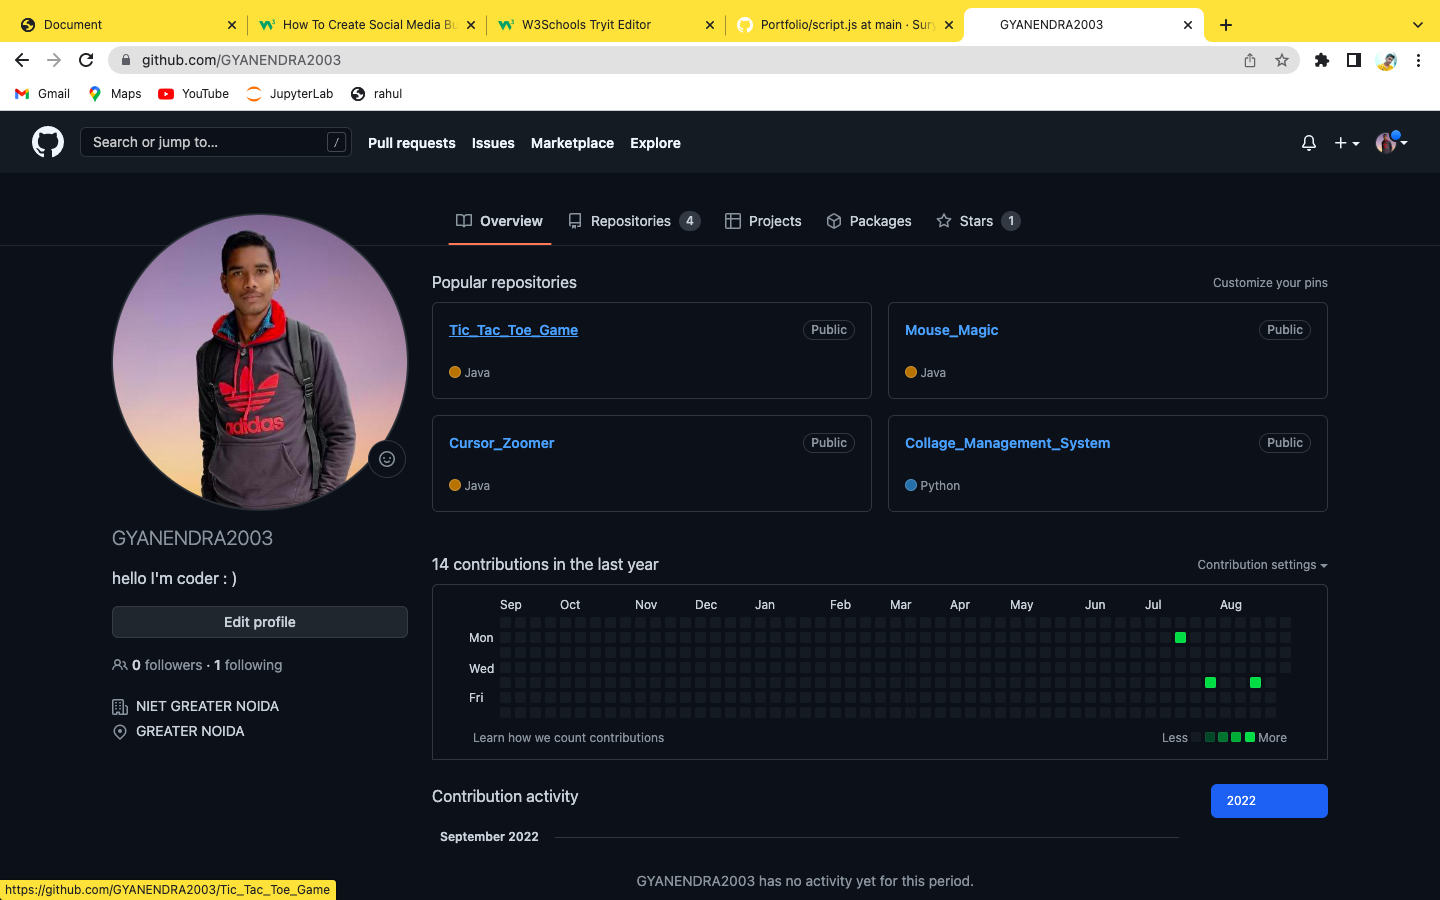 Document
How To Create Social Media Bu
W3Schools Tryit Editor
Portfolio/script.js at main · Sury
GYANENDRA2003
github.com/GYANENDRA2003
Gmail
Maps
YouTube
JupyterLab
rahul
Search or jump to...
/
Pull requests
Issues
Marketplace
Explore
Overview
Repositories 4
Projects
Packages
Stars 1
Popular repositories
Customize your pins
Tic_Tac_Toe_Game
Public
Java
Mouse_Magic
Public
Java
Cursor_Zoomer
Public
Java
Collage_Management_System
Public
Python
adidas
GYANENDRA2003
hello I'm coder : )
Edit profile
0 followers · 1 following
NIET GREATER NOIDA
GREATER NOIDA
14 contributions in the last year
Contribution settings
Sep Oct Nov Dec Jan Feb Mar Apr May Jun Jul Aug
Mon
Wed
Fri
Learn how we count contributions
Less
More
Contribution activity
2022
September 2022
GYANENDRA2003 has no activity yet for this period.
https://github.com/GYANENDRA2003/Tic_Tac_Toe_Game